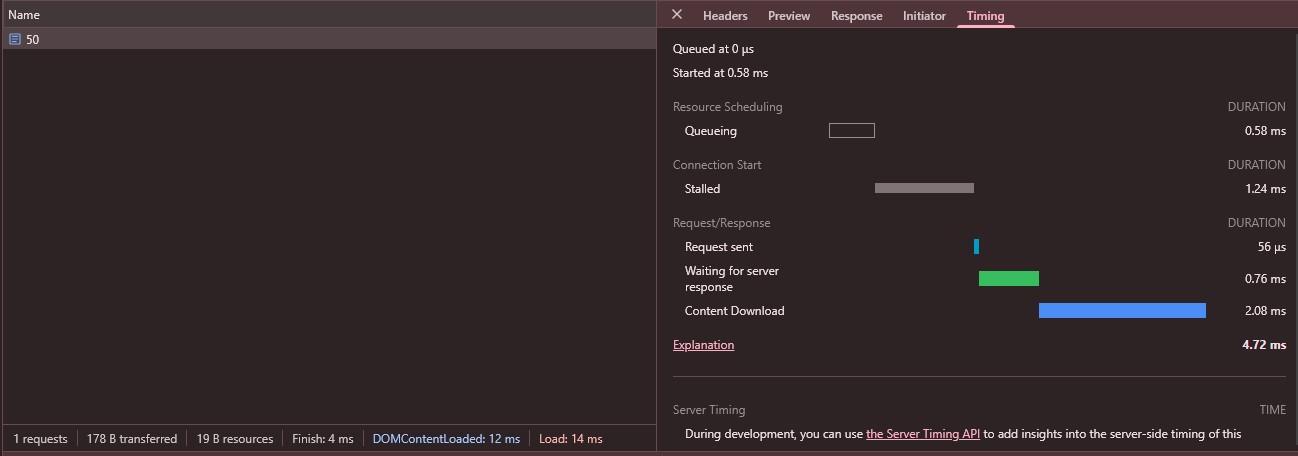 Name
50
Headers Preview Response Initiator Timing
Queued at 0 μs
Started at 0.58 ms
Resource Scheduling DURATION
Queueing 0.58 ms
Connection Start DURATION
Stalled 1.24 ms
Request/Response DURATION
Request sent 56 μs
Waiting for server
response 0.76 ms
Content Download 2.08 ms
Explanation 4.72 ms
Server Timing TIME
During development, you can use the Server Timing API to add insights into the server-side timing of this
1 requests 178 B transferred 19 B resources Finish: 4 ms DOMContentLoaded: 12 ms Load: 14 ms